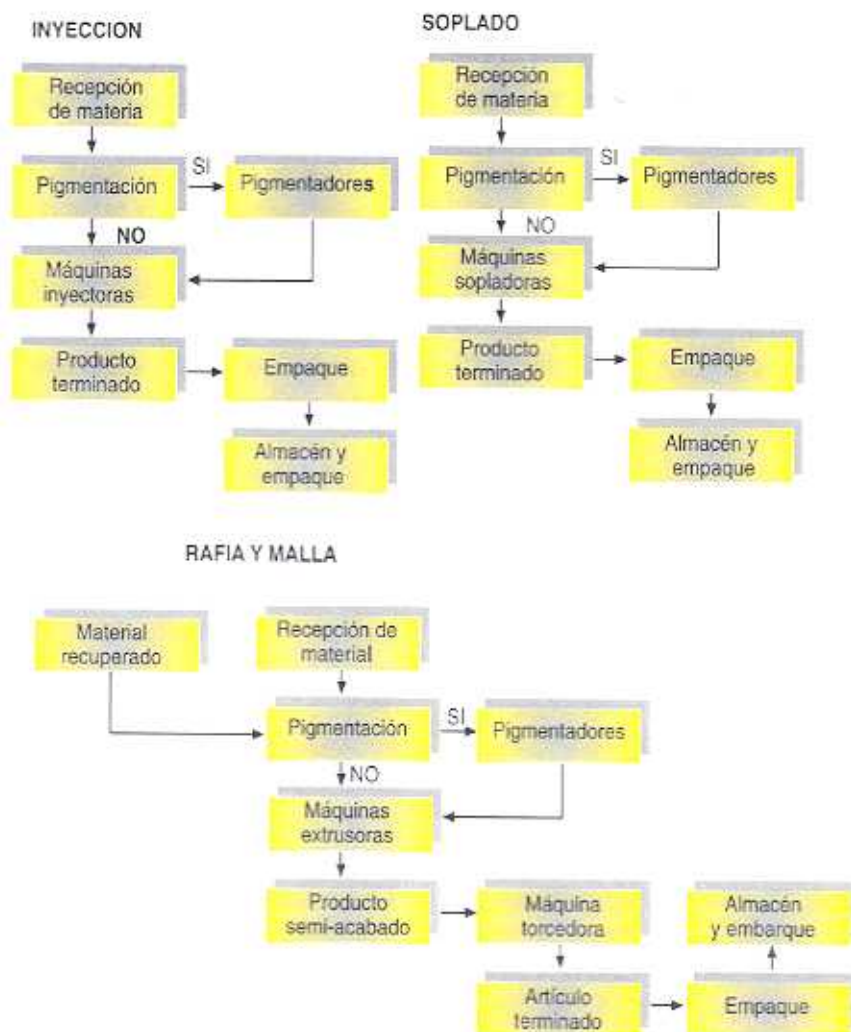 INYECCION
Recepción
de materia
Pigmentación
SI
Pigmentadores
NO
Máquinas
inyectoras
Producto
terminado
Empaque
Almacén y
empaque
SOPLADO
Recepción
de materia
Pigmentación
SI
Pigmentadores
NO
Máquinas
sopladoras
Producto
terminado
Empaque
Almacén y
empaque
RAFIA Y MALLA
Material
recuperado
Recepción de
material
Pigmentación
SI
Pigmentadores
NO
Máquinas
extrusoras
Producto
semi-acabado
Máquina
torcedora
Almacén
y embarque
Artículo
terminado
Empaque